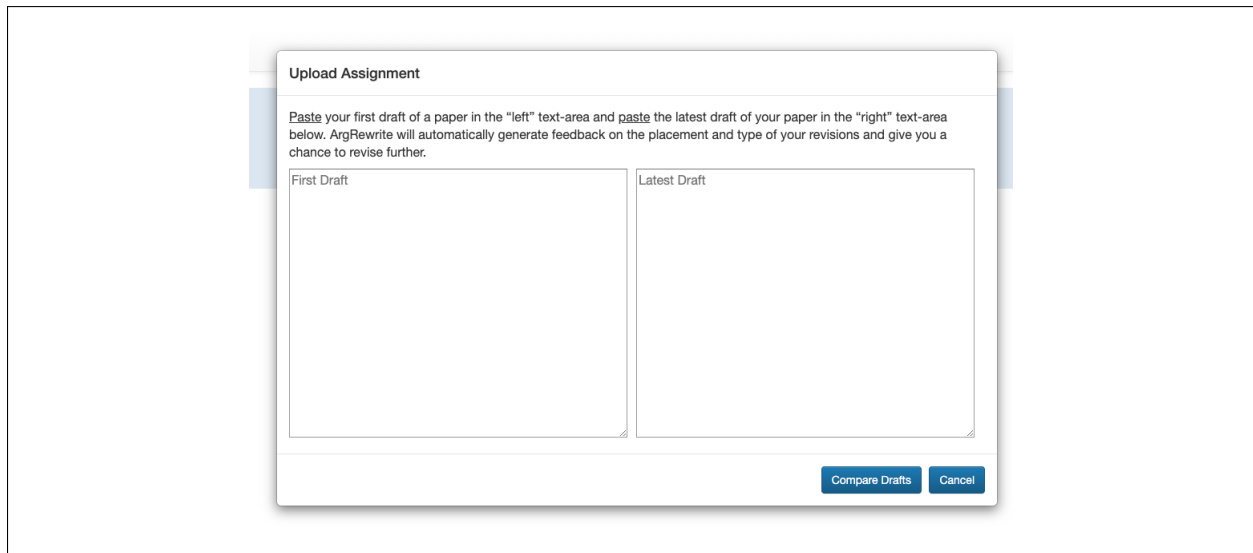 Upload Assignment
Paste your first draft of a paper in the “left” text-area and paste the latest draft of your paper in the “right” text-area
below. ArgRewrite will automatically generate feedback on the placement and type of your revisions and give you a
chance to revise further.
First Draft
Latest Draft
Compare Drafts
Cancel